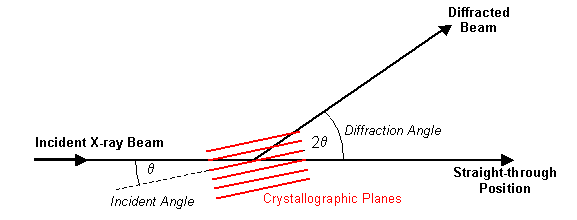 Diffracted
Beam
Diffraction Angle
2θ
Incident X-ray Beam
θ
Incident Angle
Crystallographic Planes
Straight-through
Position